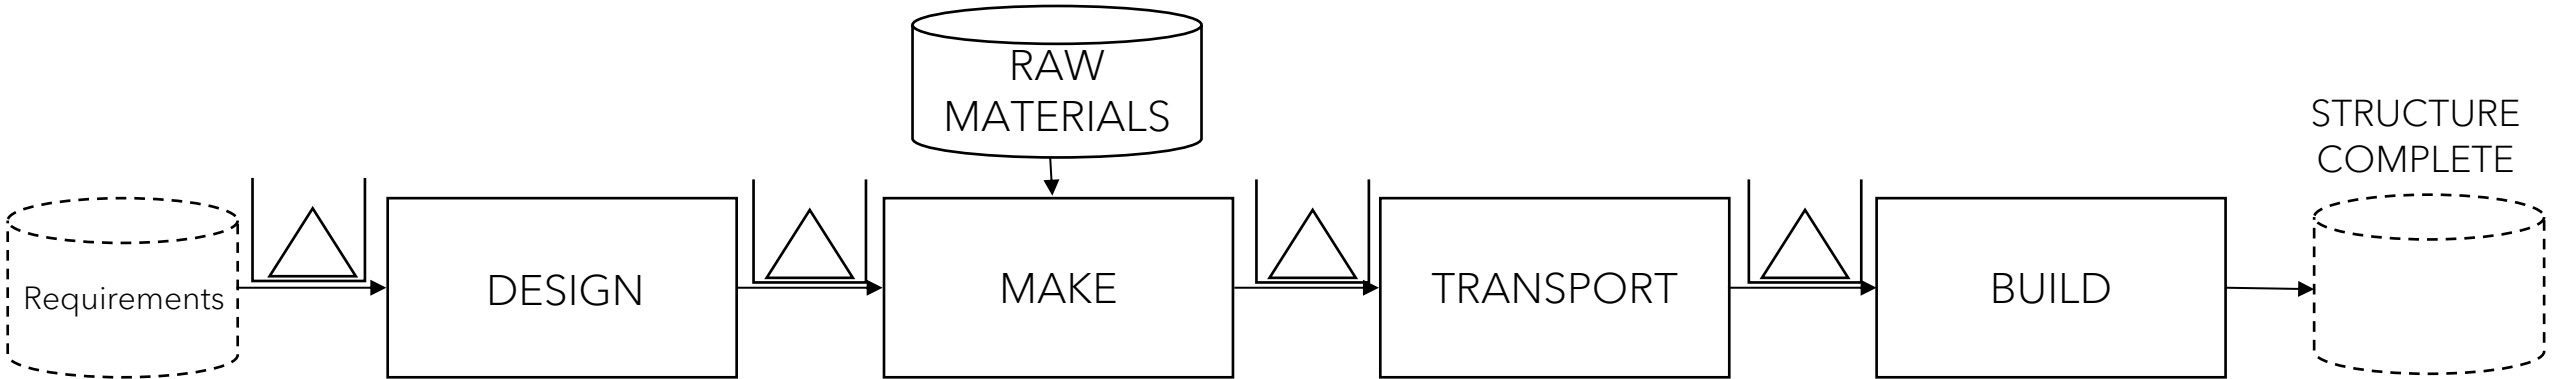 RAW
MATERIALS
STRUCTURE
COMPLETE
Requirements
DESIGN
MAKE
TRANSPORT
BUILD